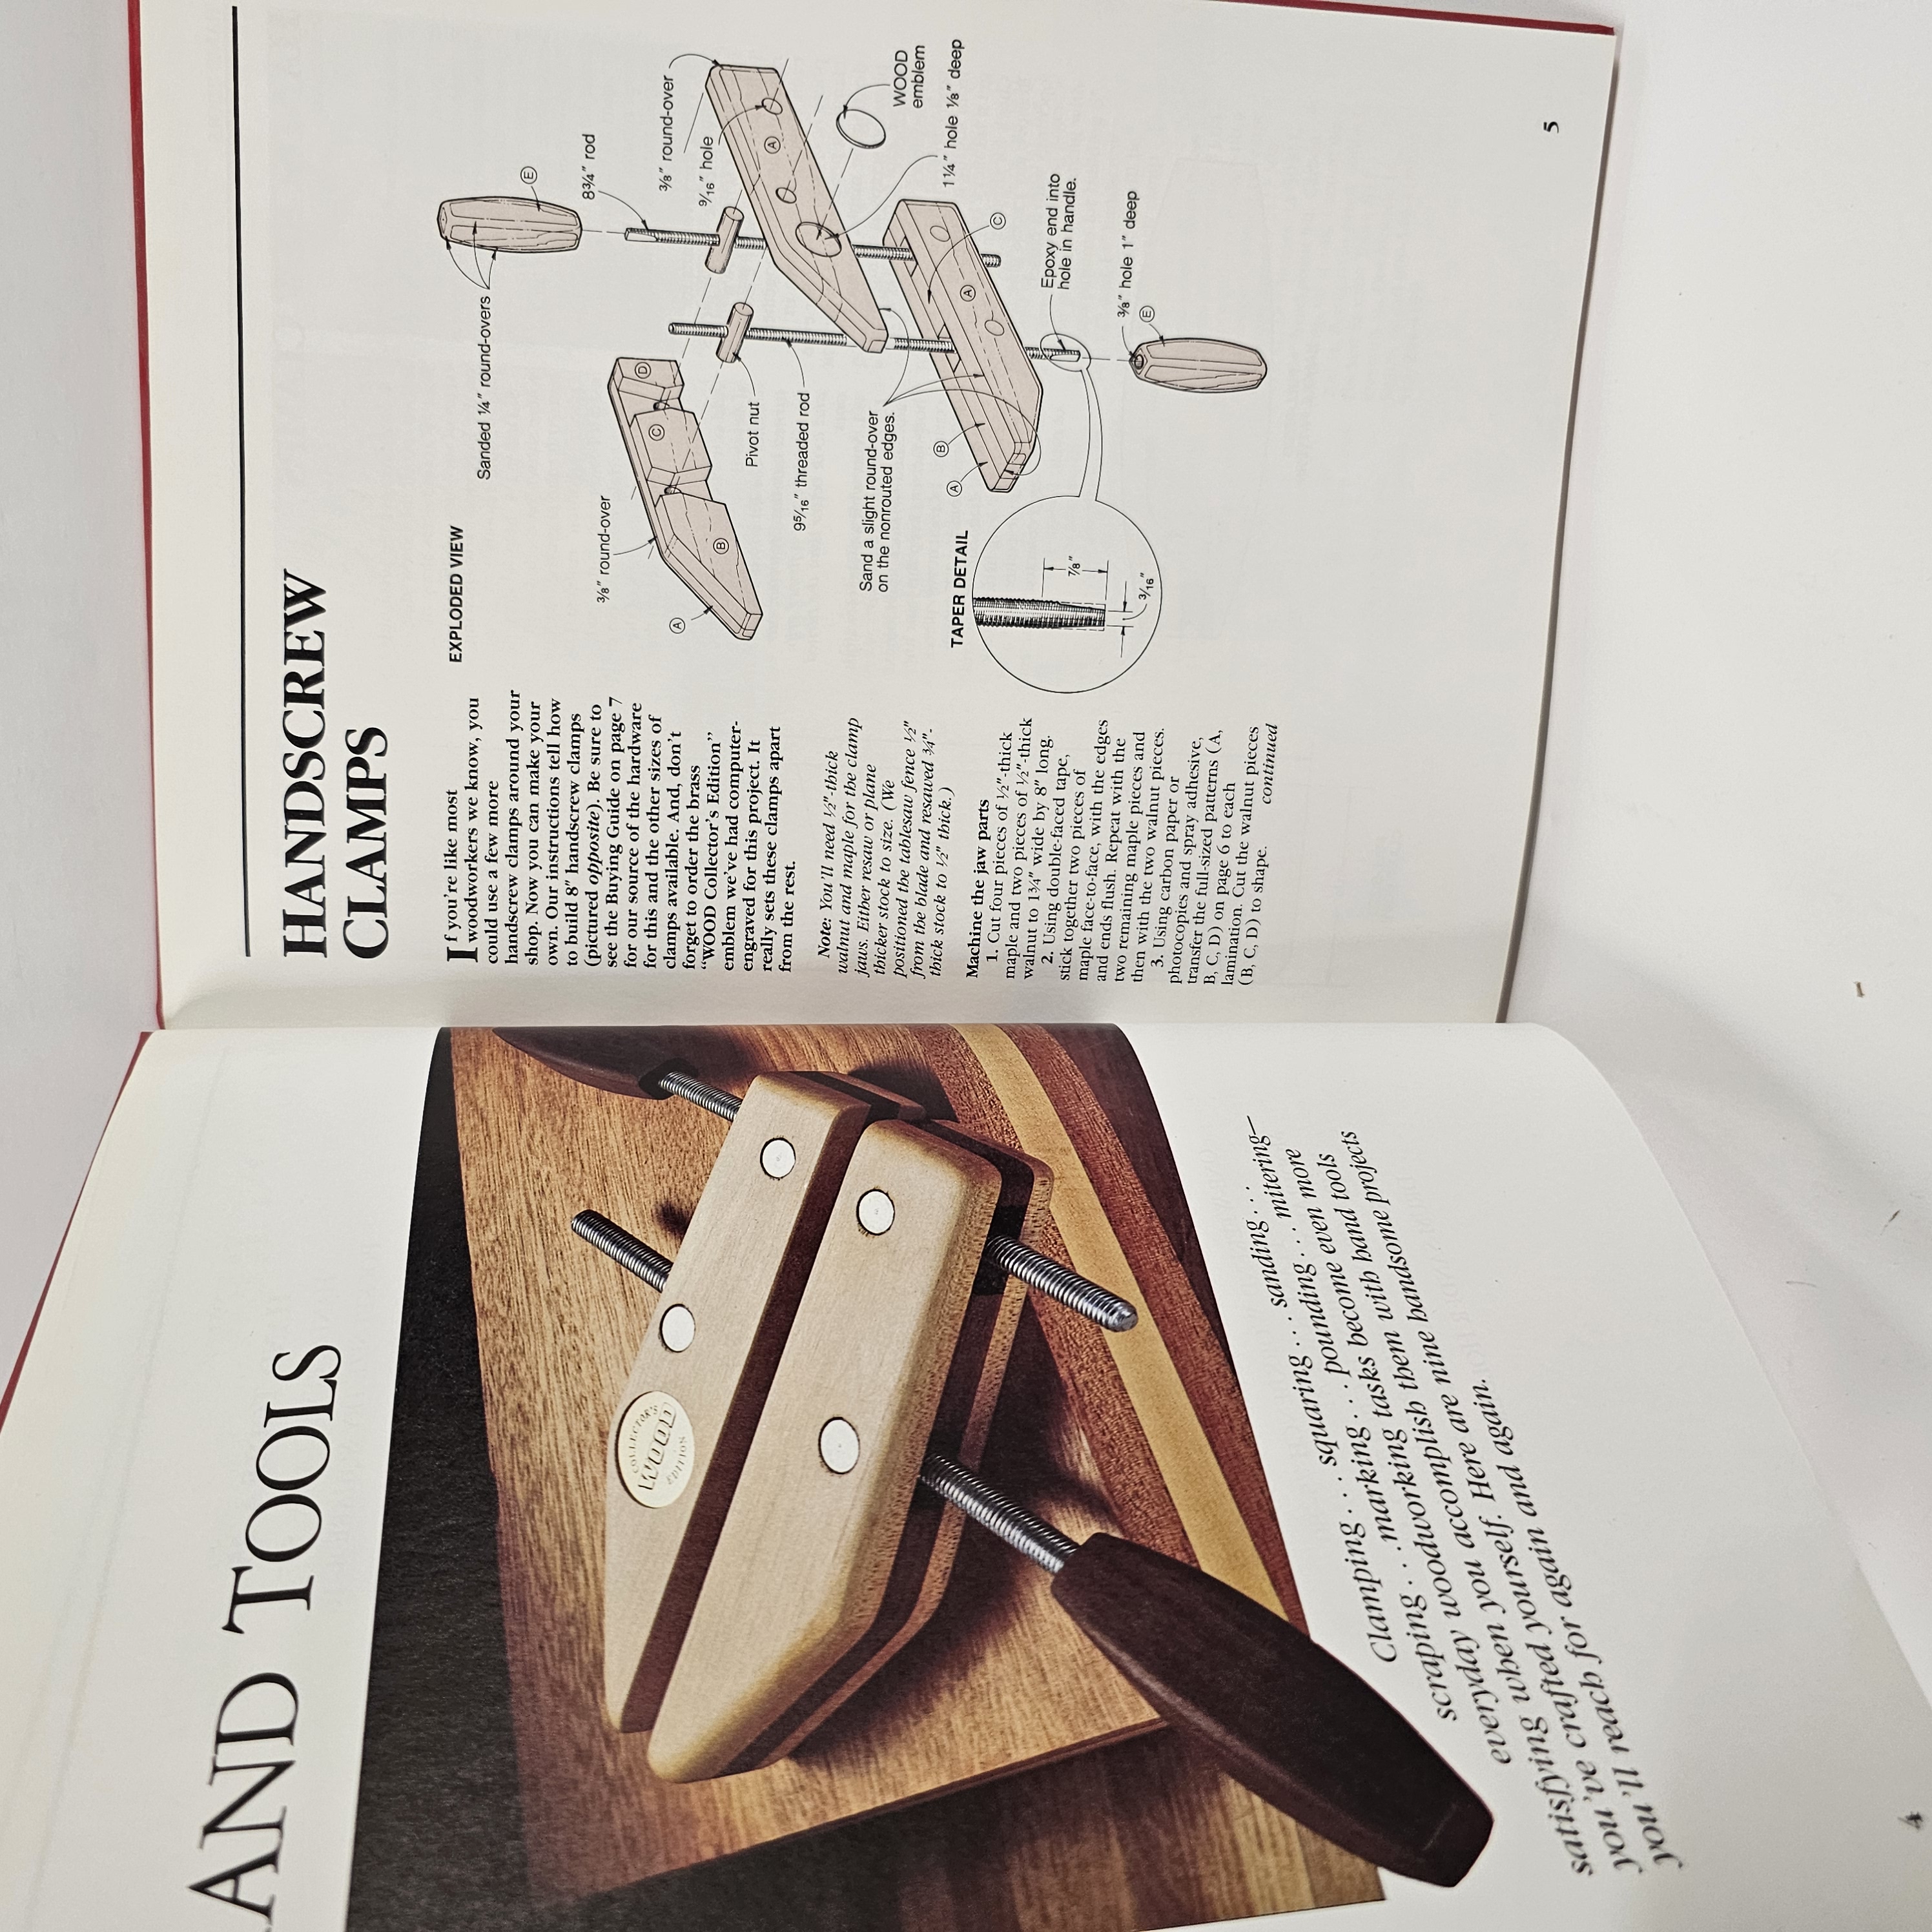 AND TOOLS
COLLECTOR'S
WOOD
EDITION
Clamping . . . squaring . . . sanding . . .
scraping . . .marking . . . pounding . . . mitering—
everyday woodworking tasks become even more
satisfying when you accomplish them with hand tools
you've crafted yourself. Here are nine handsome projects
you'll reach for again and again.
4
HANDSCREW
CLAMPS
If you're like most
woodworkers we know, you
could use a few more
handscrew clamps around your
shop. Now you can make your
own. Our instructions tell how
to build 8″ handscrew clamps
(pictured opposite). Be sure to
see the Buying Guide on page 7
for our source of the hardware
for this and the other sizes of
clamps available. And, don't
forget to order the brass
“WOOD Collector's Edition”
emblem we've had computer-
engraved for this project. It
really sets these clamps apart
from the rest.
Note: You'll need ½″-thick
walnut and maple for the clamp
jaws. Either resaw or plane
thicker stock to size. (We
positioned the tablesaw fence ½″
from the blade and resawed ¾″-
thick stock to ½″ thick.)
Machine the jaw parts
1. Cut four pieces of ½″-thick
maple and two pieces of ½″-thick
walnut to 1¾″ wide by 8″ long.
2. Using double-faced tape,
stick together two pieces of
maple face-to-face, with the edges
and ends flush. Repeat with the
two remaining maple pieces and
then with the two walnut pieces.
3. Using carbon paper or
photocopies and spray adhesive,
transfer the full-sized patterns (A,
B, C, D) on page 6 to each
lamination. Cut the walnut pieces
(B, C, D) to shape. continued
EXPLODED VIEW
Sanded ¼″ round-overs
E
8¾″ rod
⅜″ round-over
A
B
C
D
⅜″ round-over
9/16″ hole
A
Pivot nut
95/16″ threaded rod
Sand a slight round-over
on the nonrouted edges.
WOOD
emblem
1¼″ hole ⅛″ deep
A
B
A
C
TAPER DETAIL
⅞″
3/16″
Epoxy end into
hole in handle.
⅜″ hole 1″ deep
E
5